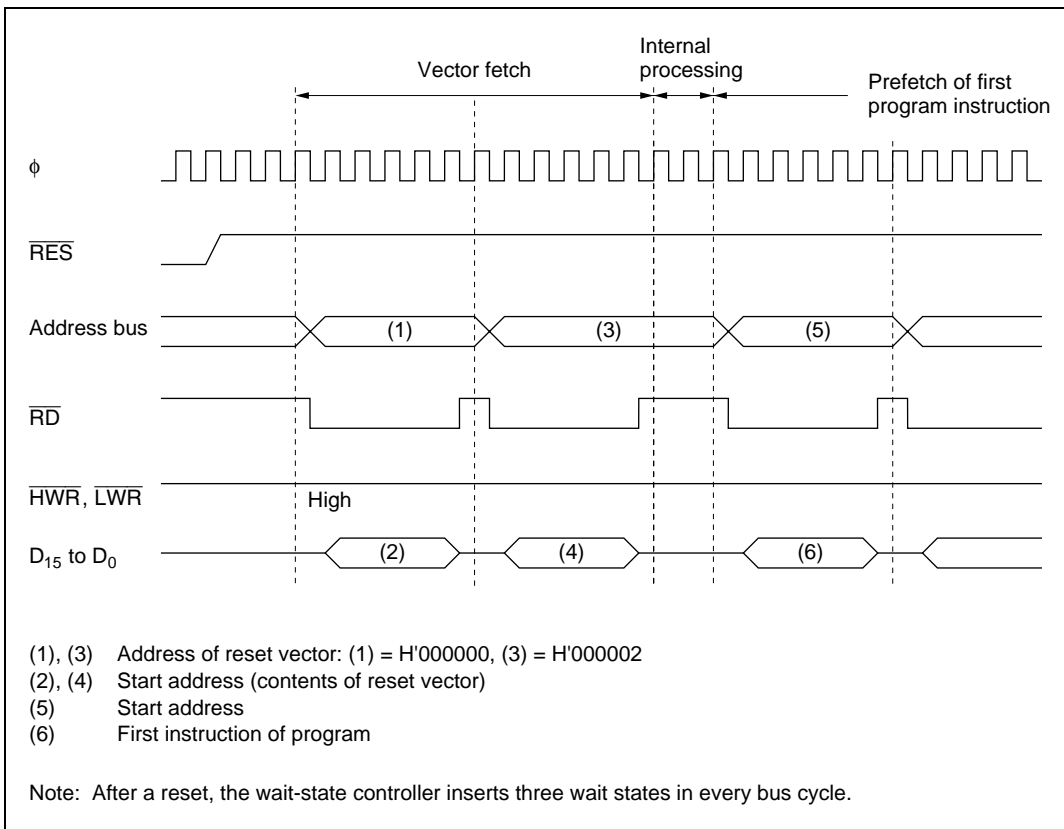 Vector fetch
Internal
processing
Prefetch of first
program instruction
ϕ
RES
Address bus
(1)
(3)
(5)
RD
HWR, LWR
High
D15 to D0
(2)
(4)
(6)
(1), (3) Address of reset vector: (1) = H'000000, (3) = H'000002
(2), (4) Start address (contents of reset vector)
(5) Start address
(6) First instruction of program
Note: After a reset, the wait-state controller inserts three wait states in every bus cycle.